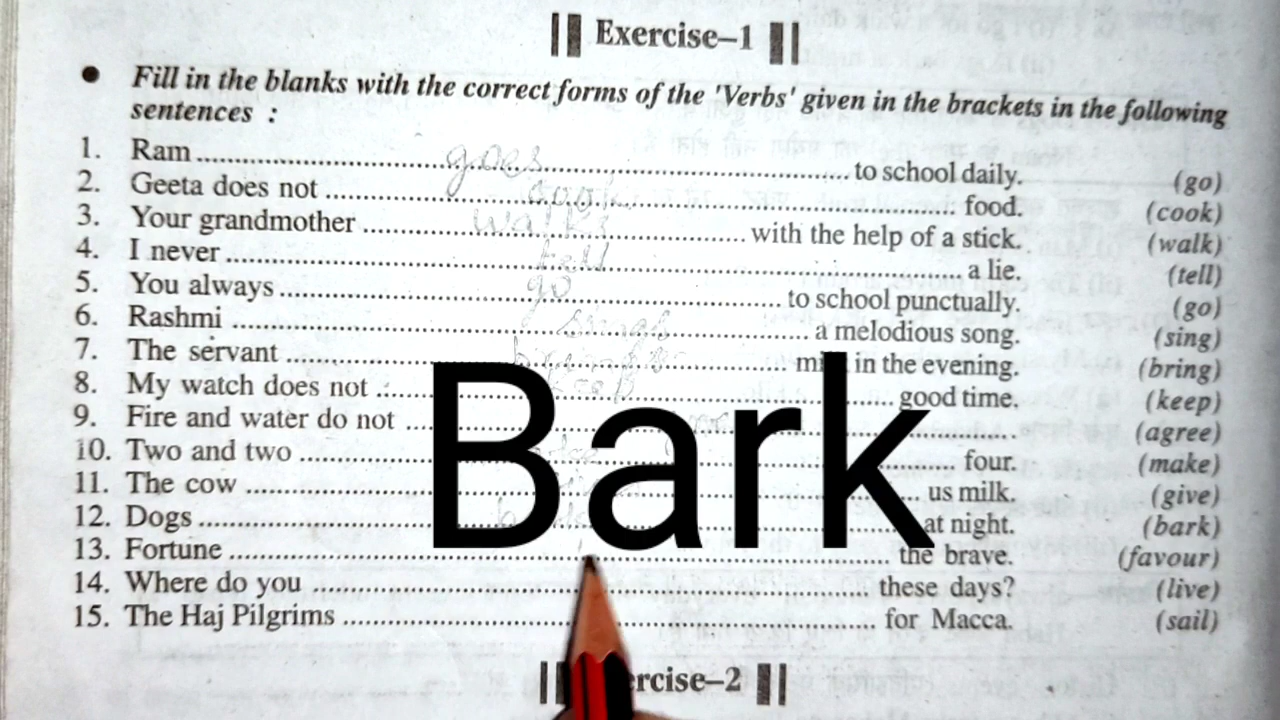 Exercise–1
● Fill in the blanks with the correct forms of the 'Verbs' given in the brackets in the following
sentences :
1. Ram ........ goes ........ to school daily. (go)
2. Geeta does not ........ cook ........ food. (cook)
3. Your grandmother ........ walks ........ with the help of a stick. (walk)
4. I never ........ tell ........ a lie. (tell)
5. You always ........ go ........ to school punctually. (go)
6. Rashmi ........ sings ........ a melodious song. (sing)
7. The servant ........ in the evening. (bring)
8. My watch does not ........ keep ........ good time. (keep)
9. Fire and water do not ........ (agree)
10. Two and two ........ four. (make)
11. The cow ........ us milk. (give)
12. Dogs ........ at night. (bark)
Bark
13. Fortune ........ the brave. (favour)
14. Where do you ........ these days? (live)
15. The Haj Pilgrims ........ for Macca. (sail)
rcise–2